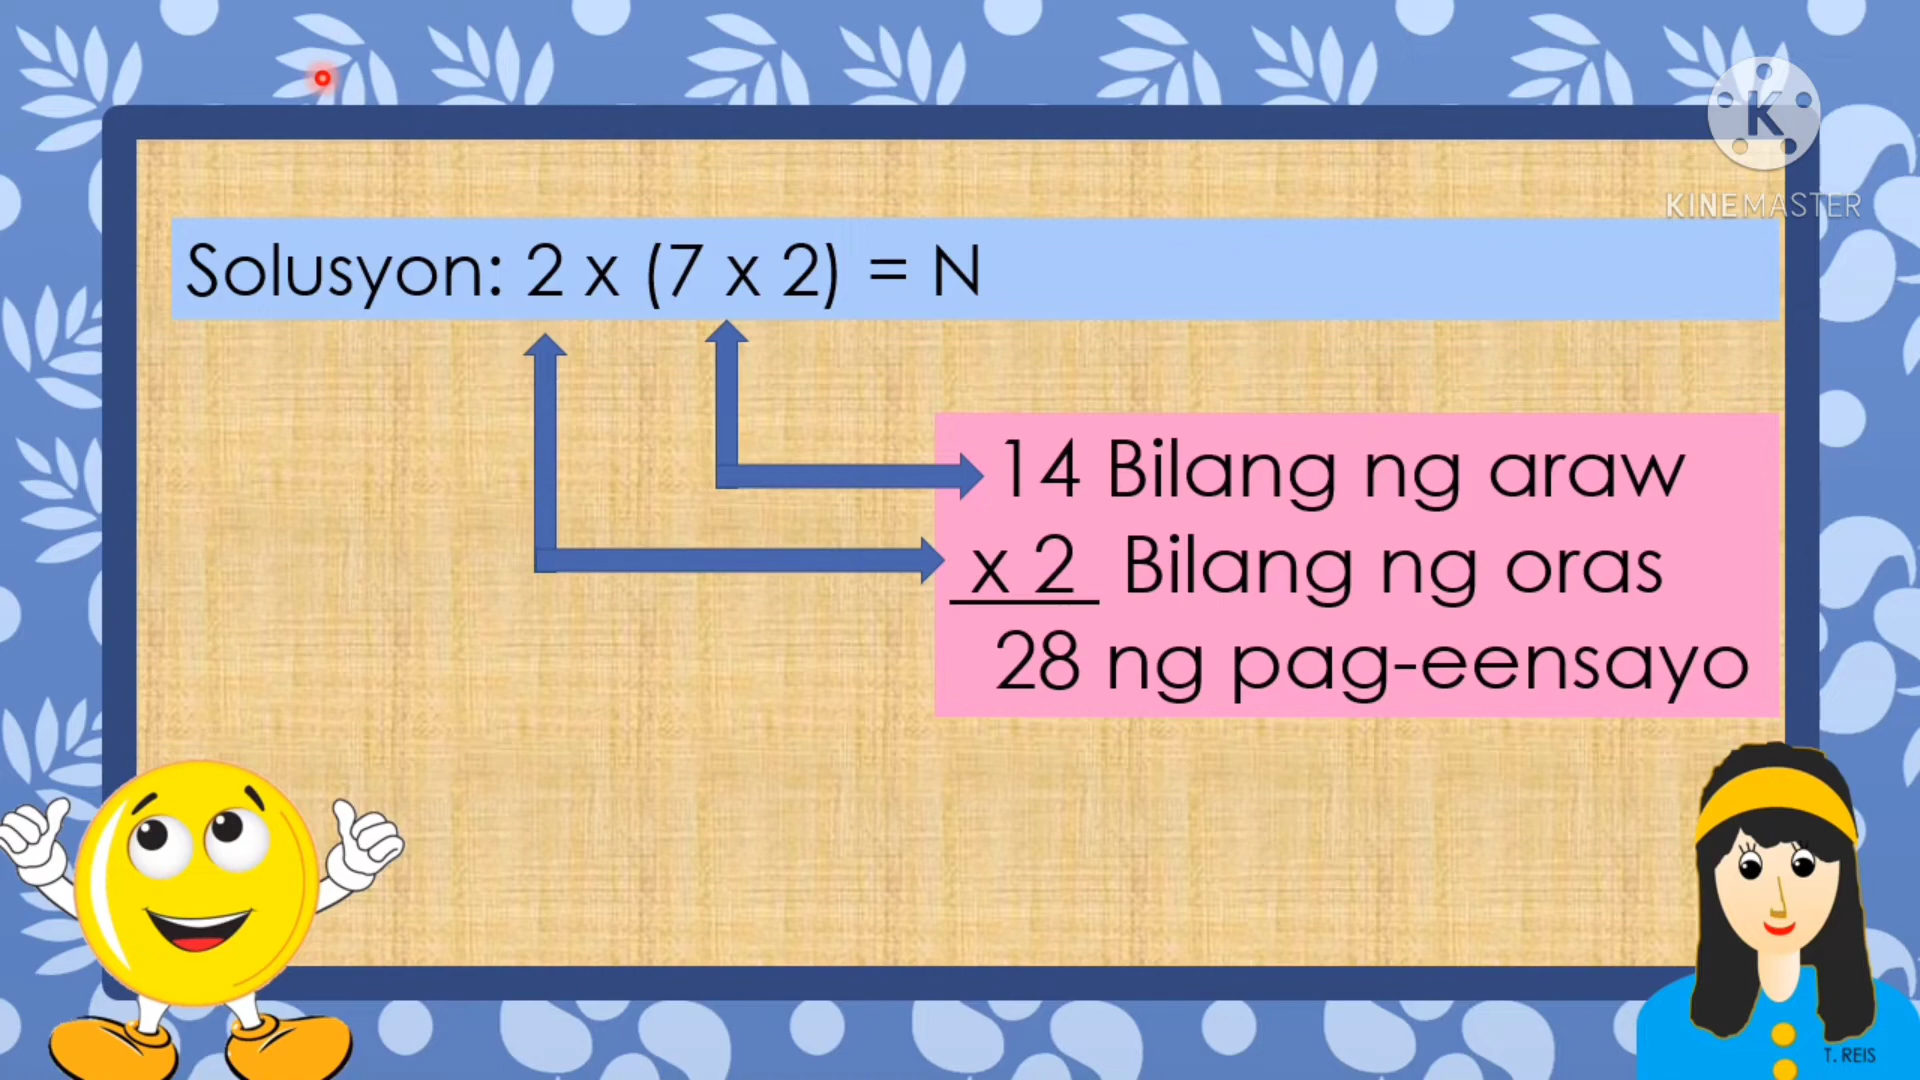 K
KINEMASTER
Solusyon: 2 x (7 x 2) = N
14 Bilang ng araw
x 2 Bilang ng oras
28 ng pag-eensayo
T. REIS